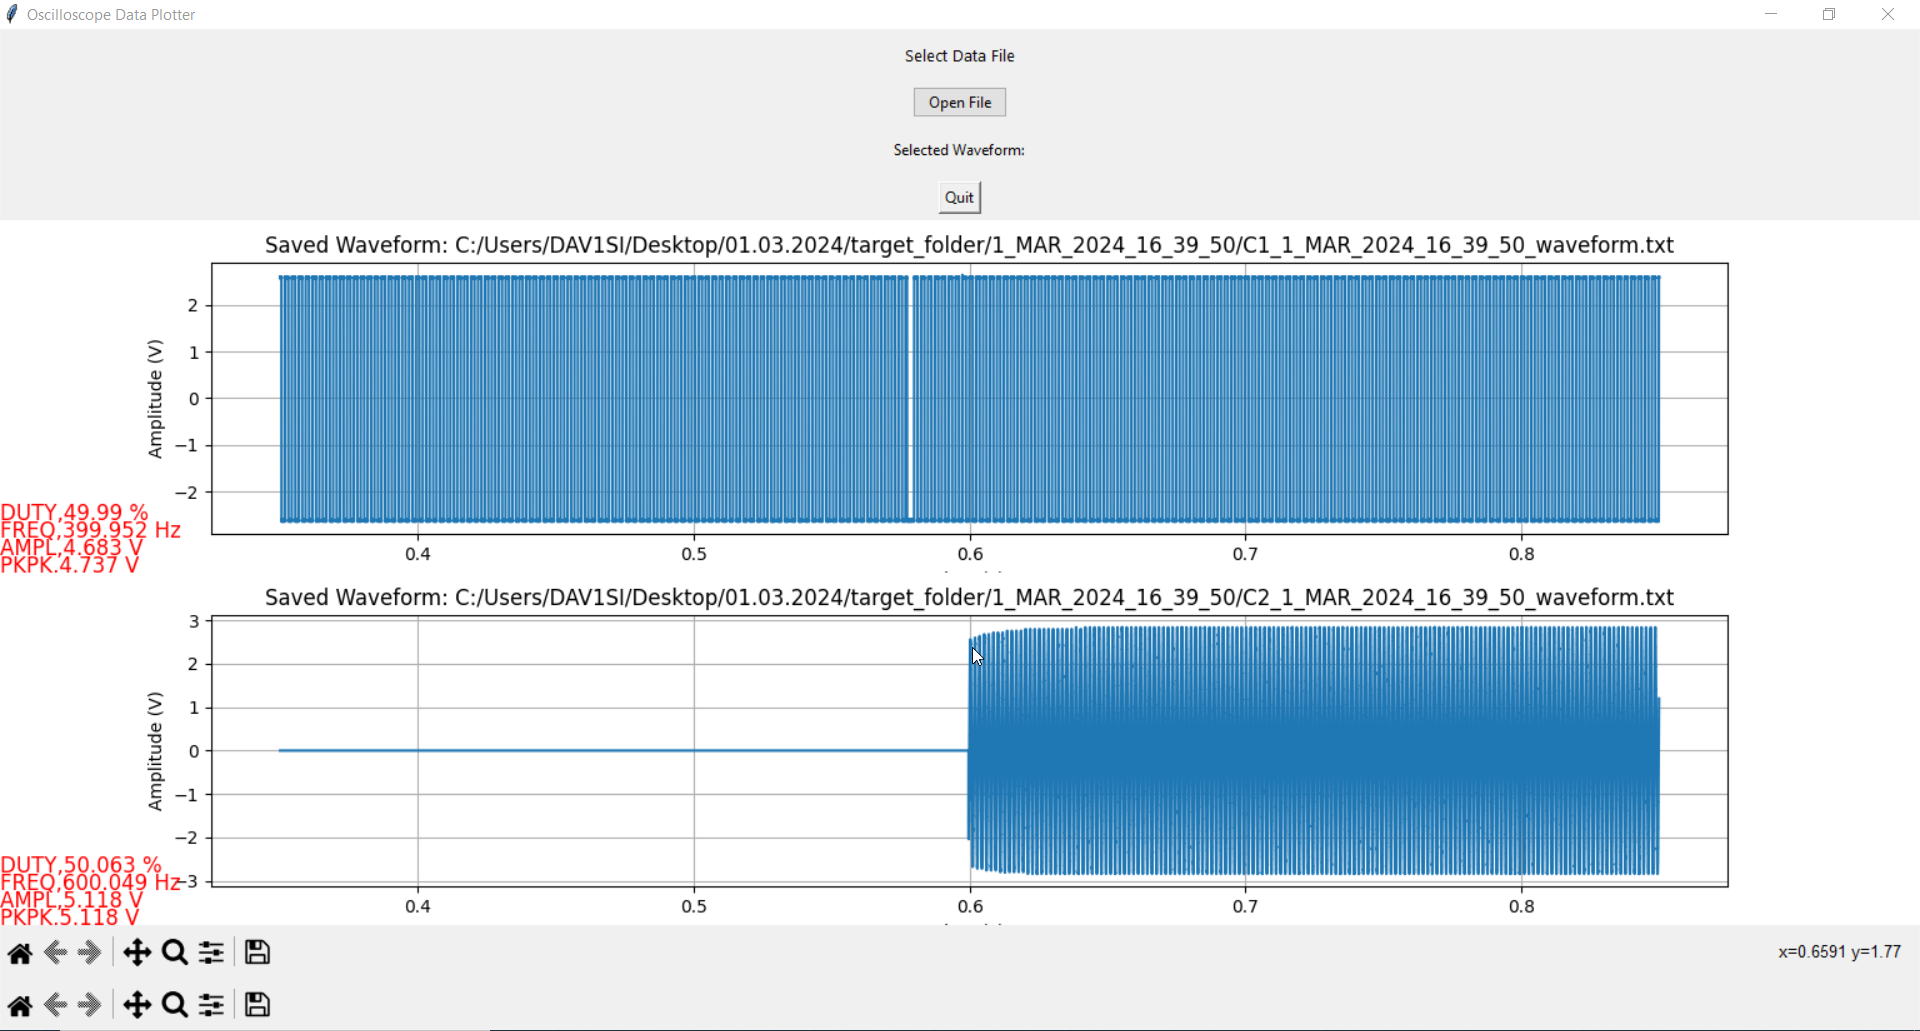 Oscilloscope Data Plotter
Select Data File
Open File
Selected Waveform:
Quit
Saved Waveform: C:/Users/DAV1SI/Desktop/01.03.2024/target_folder/1_MAR_2024_16_39_50/C1_1_MAR_2024_16_39_50_waveform.txt
Amplitude (V)
2
1
0
−1
−2
0.4 0.5 0.6 0.7 0.8
DUTY,49.99 %
FREQ,399.952 Hz
AMPL,4.683 V
PKPK,4.737 V
Saved Waveform: C:/Users/DAV1SI/Desktop/01.03.2024/target_folder/1_MAR_2024_16_39_50/C2_1_MAR_2024_16_39_50_waveform.txt
Amplitude (V)
3
2
1
0
−1
−2
−3
0.4 0.5 0.6 0.7 0.8
DUTY,50.063 %
FREQ,600.049 Hz
AMPL,5.118 V
PKPK,5.118 V
x=0.6591 y=1.77